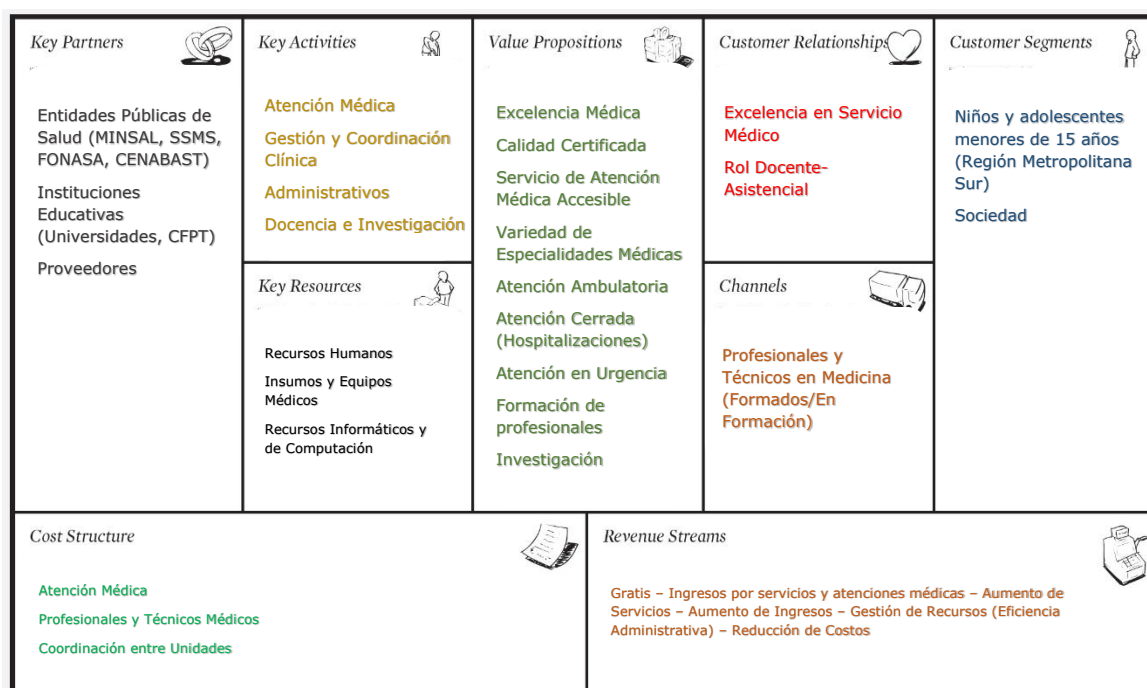 Key Partners
Entidades Públicas de
Salud (MINSAL, SSMS,
FONASA, CENABAST)
Instituciones
Educativas
(Universidades, CFPT)
Proveedores
Key Activities
Atención Médica
Gestión y Coordinación
Clínica
Administrativos
Docencia e Investigación
Key Resources
Recursos Humanos
Insumos y Equipos
Médicos
Recursos Informáticos y
de Computación
Value Propositions
Excelencia Médica
Calidad Certificada
Servicio de Atención
Médica Accesible
Variedad de
Especialidades Médicas
Atención Ambulatoria
Atención Cerrada
(Hospitalizaciones)
Atención en Urgencia
Formación de
profesionales
Investigación
Customer Relationships
Excelencia en Servicio
Médico
Rol Docente-
Asistencial
Channels
Profesionales y
Técnicos en Medicina
(Formados/En
Formación)
Customer Segments
Niños y adolescentes
menores de 15 años
(Región Metropolitana
Sur)
Sociedad
Cost Structure
Atención Médica
Profesionales y Técnicos Médicos
Coordinación entre Unidades
Revenue Streams
Gratis – Ingresos por servicios y atenciones médicas – Aumento de
Servicios – Aumento de Ingresos – Gestión de Recursos (Eficiencia
Administrativa) – Reducción de Costos